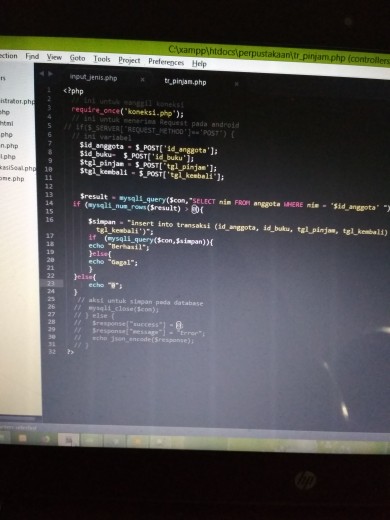 C:\xampp\htdocs\perpustakaan\tr_pinjam.php (controllers
ection Find View Goto Tools Project Preferences Help
input_jenis.php tr_pinjam.php
1 <?php
2 // ini untuk manggil koneksi
3 require_once('koneksi.php');
4 // ini untuk menerima Request pada android
5 // if($_SERVER['REQUEST_METHOD']=='POST') {
6 // ini variabel
7 $id_anggota = $_POST['id_anggota'];
8 $id_buku= $_POST['id_buku'];
9 $tgl_pinjam = $_POST['tgl_pinjam'];
10 $tgl_kembali = $_POST['tgl_kembali'];
11
12
13 $result = mysqli_query($con,"SELECT nim FROM anggota WHERE nim = '$id_anggota' ")
14 if (mysqli_num_rows($result) > 0){
15
16 $simpan = "insert into transaksi (id_anggota, id_buku, tgl_pinjam, tgl_kembali)
tgl_kembali')";
17 if (mysqli_query($con,$simpan)){
18 echo "Berhasil";
19 }else{
20 echo "Gagal";
21 }
22 }else{
23 echo "0";
24 }
25 // aksi untuk simpan pada database
26 // mysqli_close($con);
27 // } else {
28 // $response["success"] = 0;
29 // $response["message"] = "Error";
30 // echo json_encode($response);
31 // }
32 ?>
rs
istrator.php
php
html
n.php
.php
l.php
kasiSoal.php
ome.php
hp